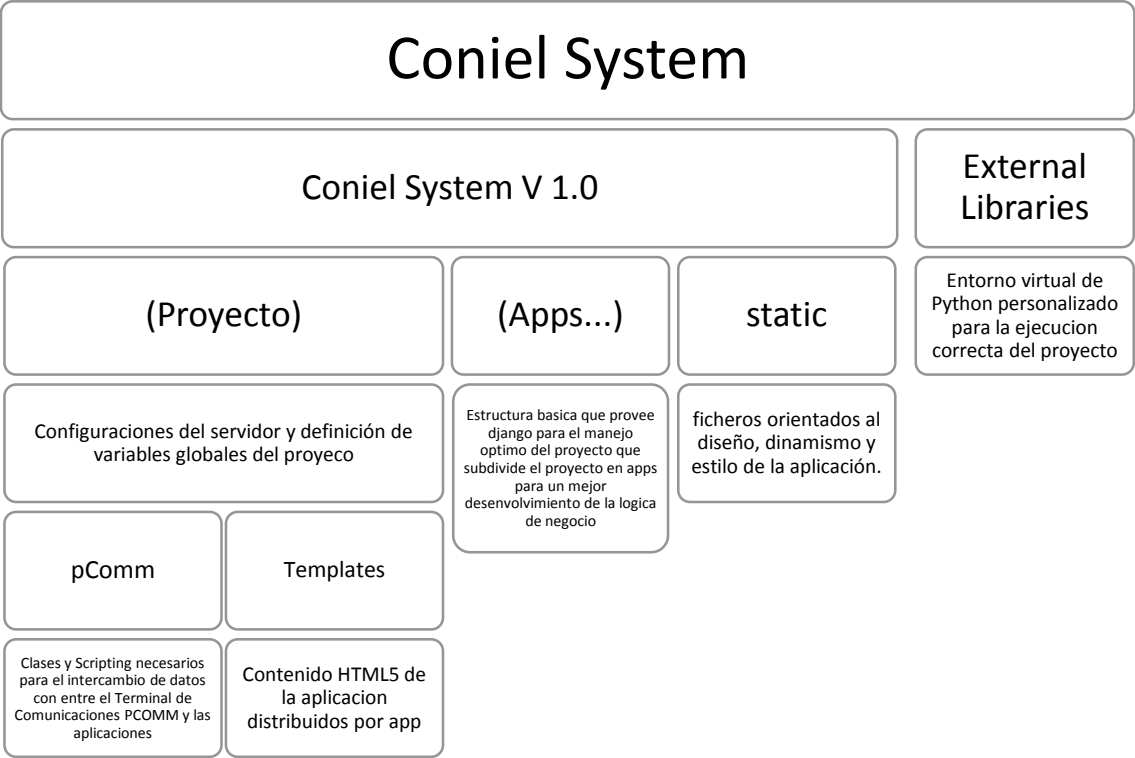 Coniel System
Coniel System V 1.0
External
Libraries
(Proyecto)
(Apps...)
static
Entorno virtual de
Python personalizado
para la ejecucion
correcta del proyecto
Configuraciones del servidor y definición de
variables globales del proyeco
Estructura basica que provee
django para el manejo
optimo del proyecto que
subdivide el proyecto en apps
para un mejor
desenvolvimiento de la logica
de negocio
ficheros orientados al
diseño, dinamismo y
estilo de la aplicación.
pComm
Templates
Clases y Scripting necesarios
para el intercambio de datos
con entre el Terminal de
Comunicaciones PCOMM y las
aplicaciones
Contenido HTML5 de
la aplicacion
distribuidos por app